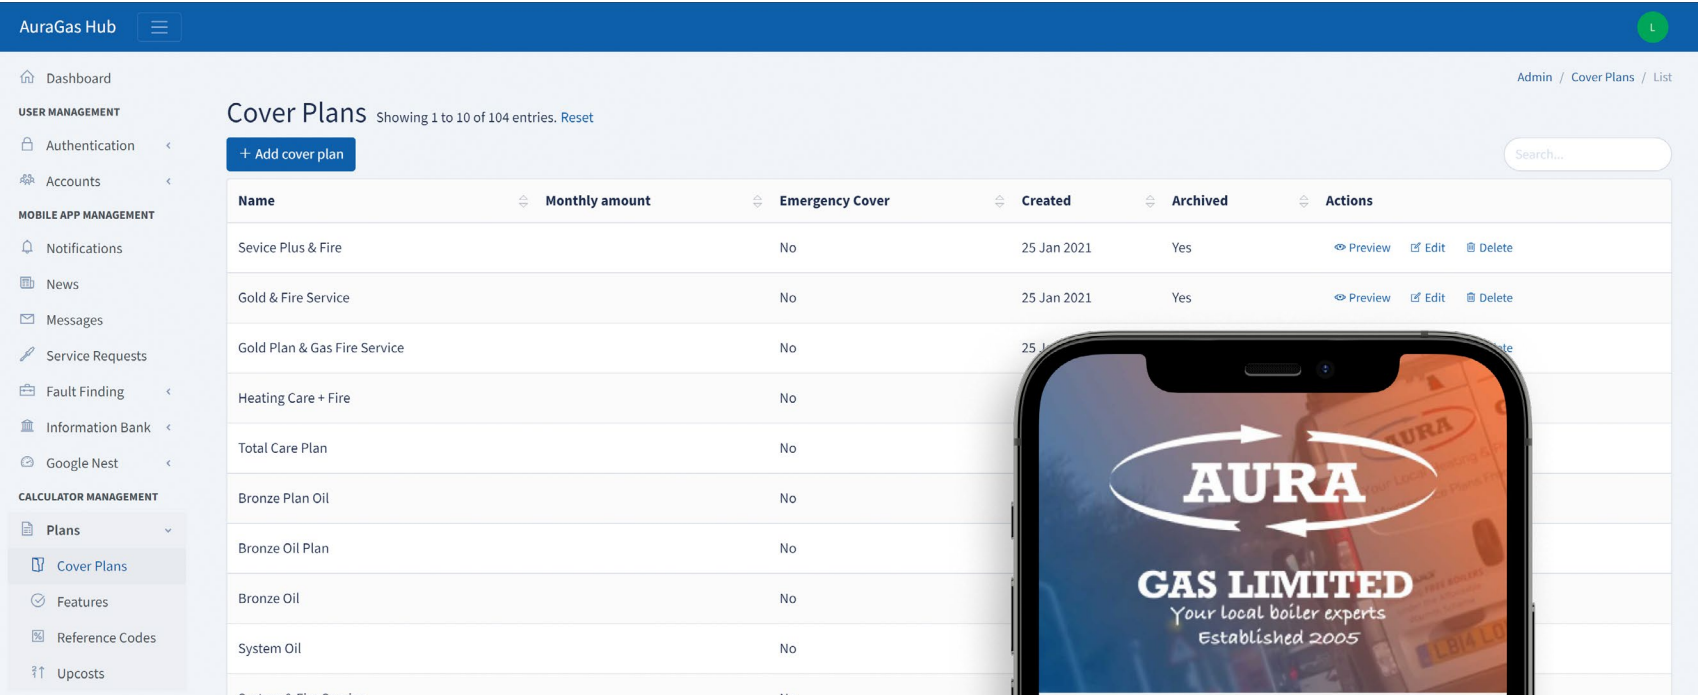 AuraGas Hub
L
Dashboard
Admin / Cover Plans / List
USER MANAGEMENT
Cover Plans Showing 1 to 10 of 104 entries. Reset
Authentication
+ Add cover plan
Search...
Accounts
Name Monthly amount Emergency Cover Created Archived Actions
MOBILE APP MANAGEMENT
Notifications
Sevice Plus & Fire No 25 Jan 2021 Yes Preview Edit Delete
News
Gold & Fire Service No 25 Jan 2021 Yes Preview Edit Delete
Messages
Service Requests
Gold Plan & Gas Fire Service No 25
Fault Finding
Heating Care + Fire No
Information Bank
Total Care Plan No
Google Nest
CALCULATOR MANAGEMENT
Bronze Plan Oil No
Plans
Bronze Oil Plan No
Cover Plans
Features
Bronze Oil No
Reference Codes
System Oil No
Upcosts
AURA
GAS LIMITED
Your local boiler experts
Established 2005
AURA